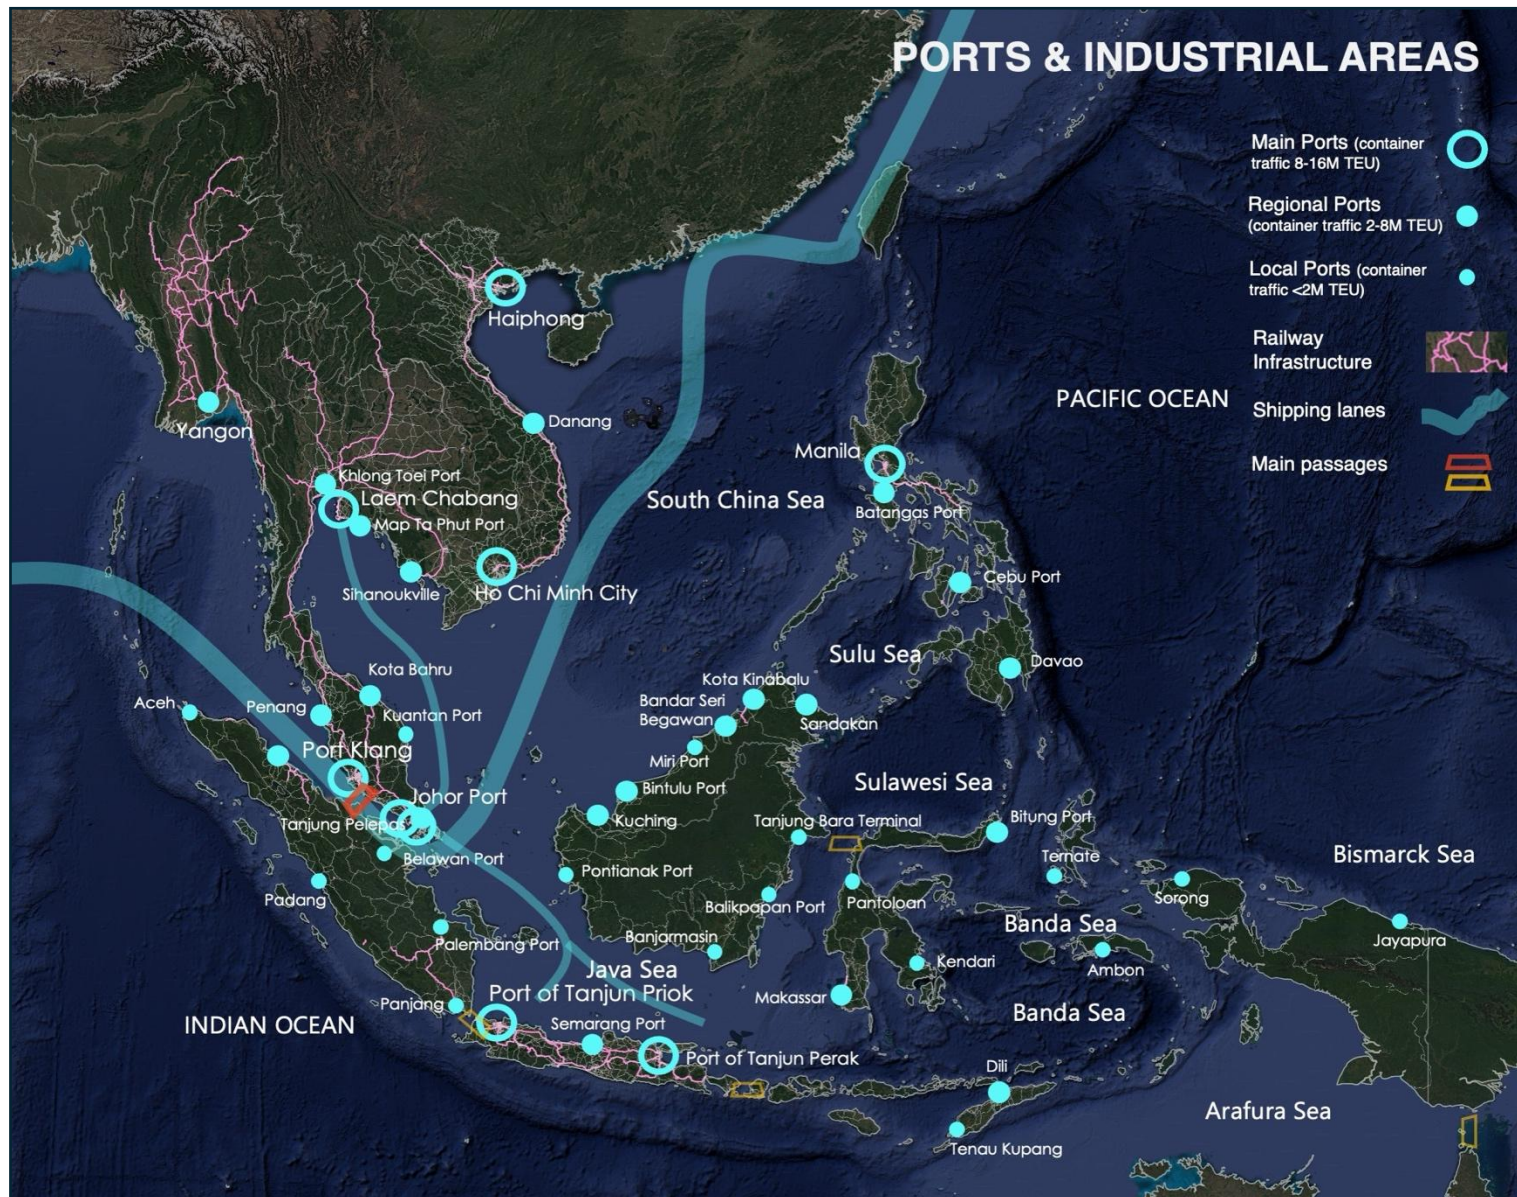 PORTS & INDUSTRIAL AREAS
Main Ports (container
traffic 8-16M TEU)
Regional Ports
(container traffic 2-8M TEU)
Local Ports (container
traffic <2M TEU)
Railway
Infrastructure
Shipping lanes
Main passages
PACIFIC OCEAN
Haiphong
Yangon
Danang
Manila
Khlong Toei Port
Laem Chabang
Map Ta Phut Port
South China Sea
Batangas Port
Sihanoukville
Ho Chi Minh City
Cebu Port
Sulu Sea
Davao
Kota Bahru
Kota Kinabalu
Aceh
Penang
Kuantan Port
Bandar Seri
Begawan
Sandakan
Port Klang
Miri Port
Sulawesi Sea
Bintulu Port
Johor Port
Tanjung Pelepas
Kuching
Tanjung Bara Terminal
Bitung Port
Belawan Port
Ternate
Bismarck Sea
Pontianak Port
Padang
Balikpapan Port
Pantoloan
Sorong
Banda Sea
Palembang Port
Banjarmasin
Jayapura
Kendari
Ambon
Java Sea
Port of Tanjun Priok
Makassar
Panjang
Banda Sea
INDIAN OCEAN
Semarang Port
Port of Tanjun Perak
Dili
Arafura Sea
Tenau Kupang